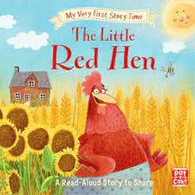 My Very First Story Time
The Little
Red Hen
A Read-Aloud Story to Share